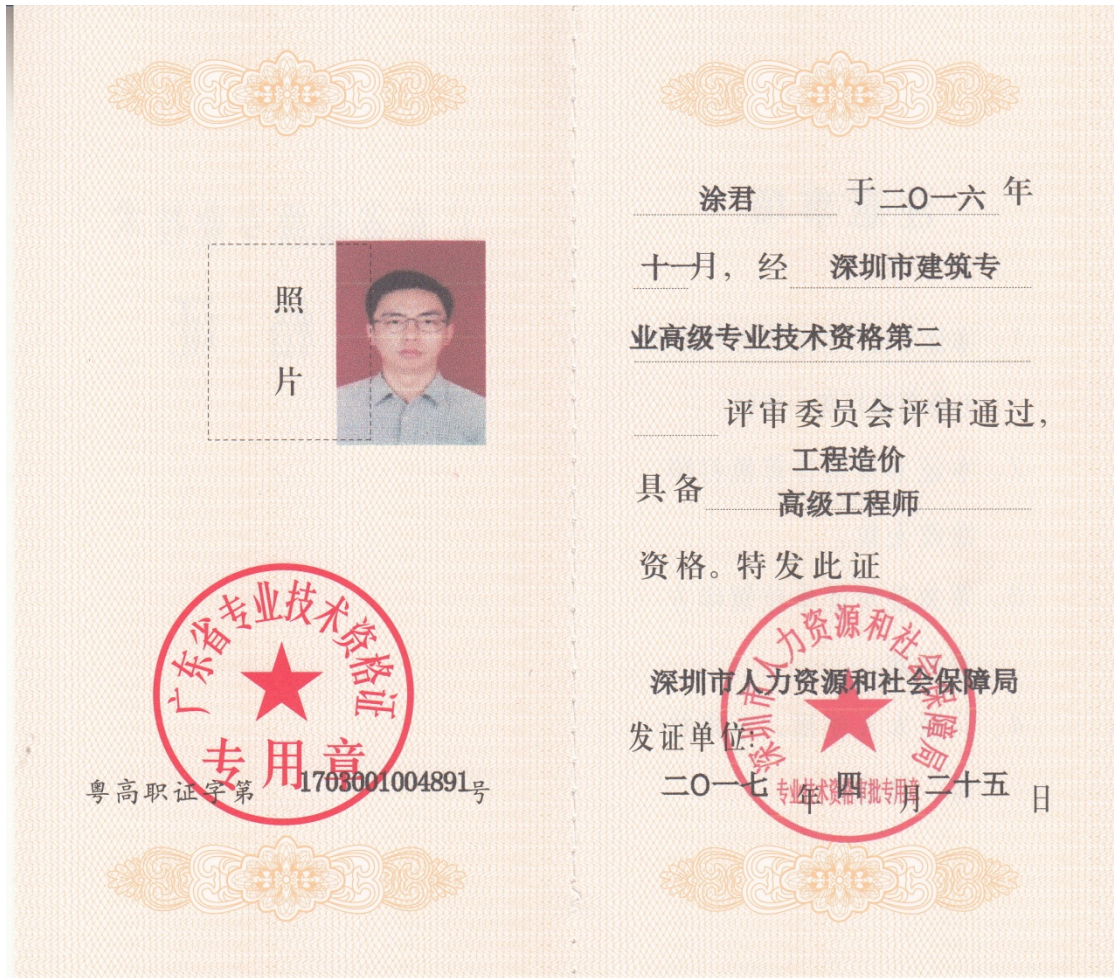 照
片
广东省专业技术资格证
专用章
粤高职证字第 1703001004891号
涂君 于二〇一六 年
十一月，经 深圳市建筑专
业高级专业技术资格第二
评审委员会评审通过，
工程造价
具备
高级工程师
资格。特发此证
深圳市人力资源和社会保障局
深圳市人力资源和社会保障局
发证单位：
专业技术资格审批专用章
二〇一七 年 四 月 二十五 日